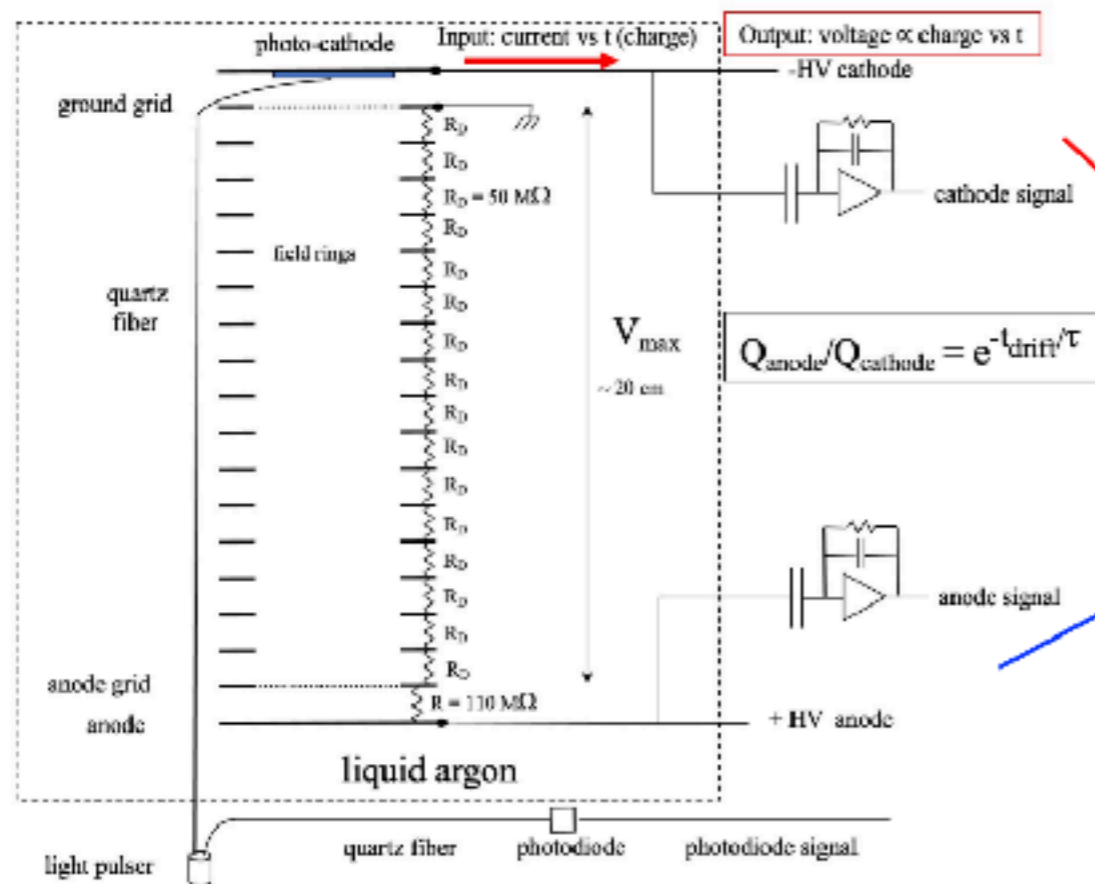 photo-cathode
Input: current vs t (charge)
Output: voltage ∝ charge vs t
-HV cathode
ground grid
R_D
R_D
R_D = 50 MΩ
cathode signal
R_D
field rings
R_D
quartz
fiber
R_D
R_D
V_max
Q_anode/Q_cathode = e^-t_drift/τ
R_D
~20 cm
R_D
R_D
R_D
R_D
R_D
R_D
R_D
anode signal
R_D
anode grid
R_D
R = 110 MΩ
anode
+ HV anode
liquid argon
light pulser
quartz fiber
photodiode
photodiode signal